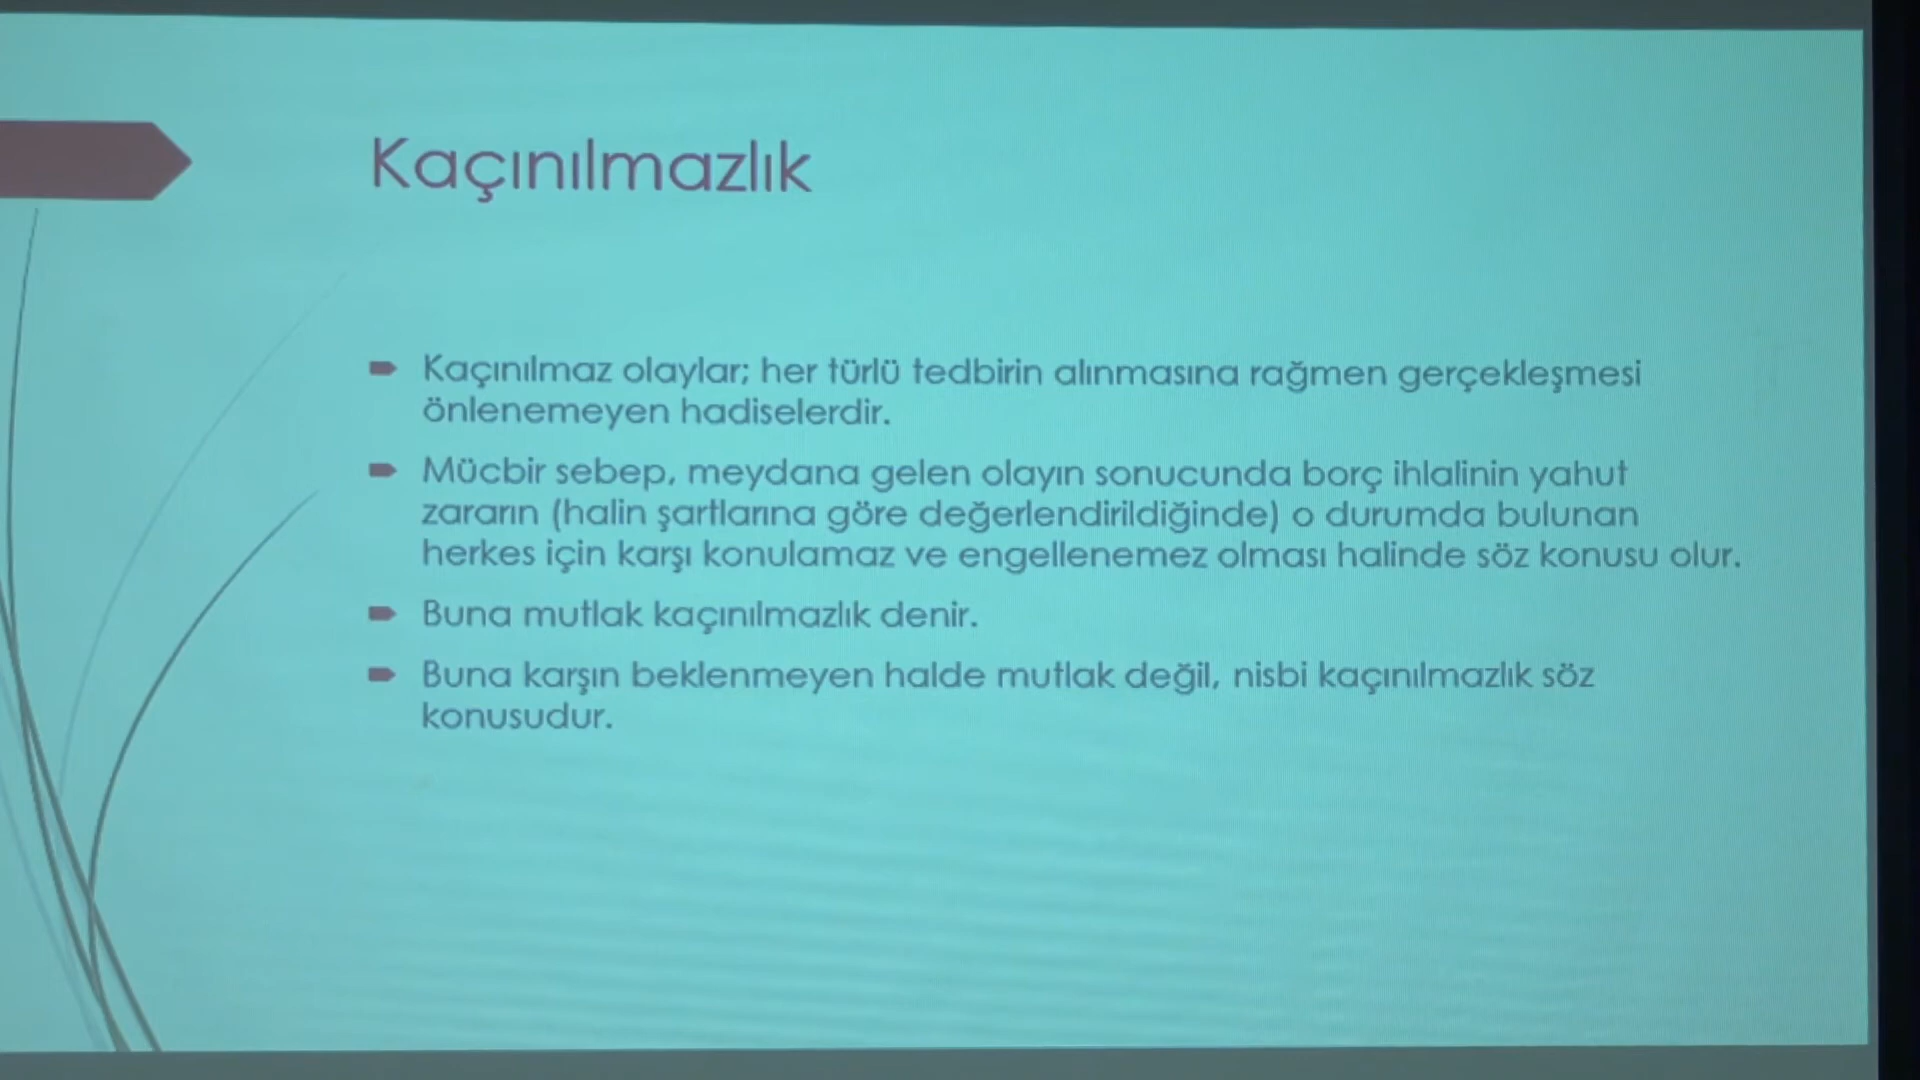 Kaçınılmazlık
Kaçınılmaz olaylar; her türlü tedbirin alınmasına rağmen gerçekleşmesi
önlenemeyen hadiselerdir.
Mücbir sebep, meydana gelen olayın sonucunda borç ihlalinin yahut
zararın (halin şartlarına göre değerlendirildiğinde) o durumda bulunan
herkes için karşı konulamaz ve engellenemez olması halinde söz konusu olur.
Buna mutlak kaçınılmazlık denir.
Buna karşın beklenmeyen halde mutlak değil, nisbi kaçınılmazlık söz
konusudur.